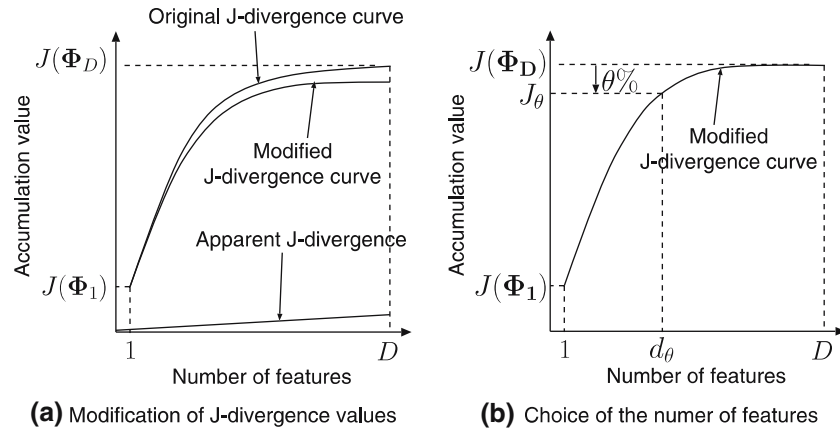 Original J-divergence curve
J(Φ_D)
Modified
J-divergence curve
Apparent J-divergence
J(Φ_1)
Accumulation value
1
D
Number of features
(a) Modification of J-divergence values
J(Φ_D)
θ%
J_θ
Modified
J-divergence curve
J(Φ_1)
Accumulation value
1
d_θ
D
Number of features
(b) Choice of the numer of features